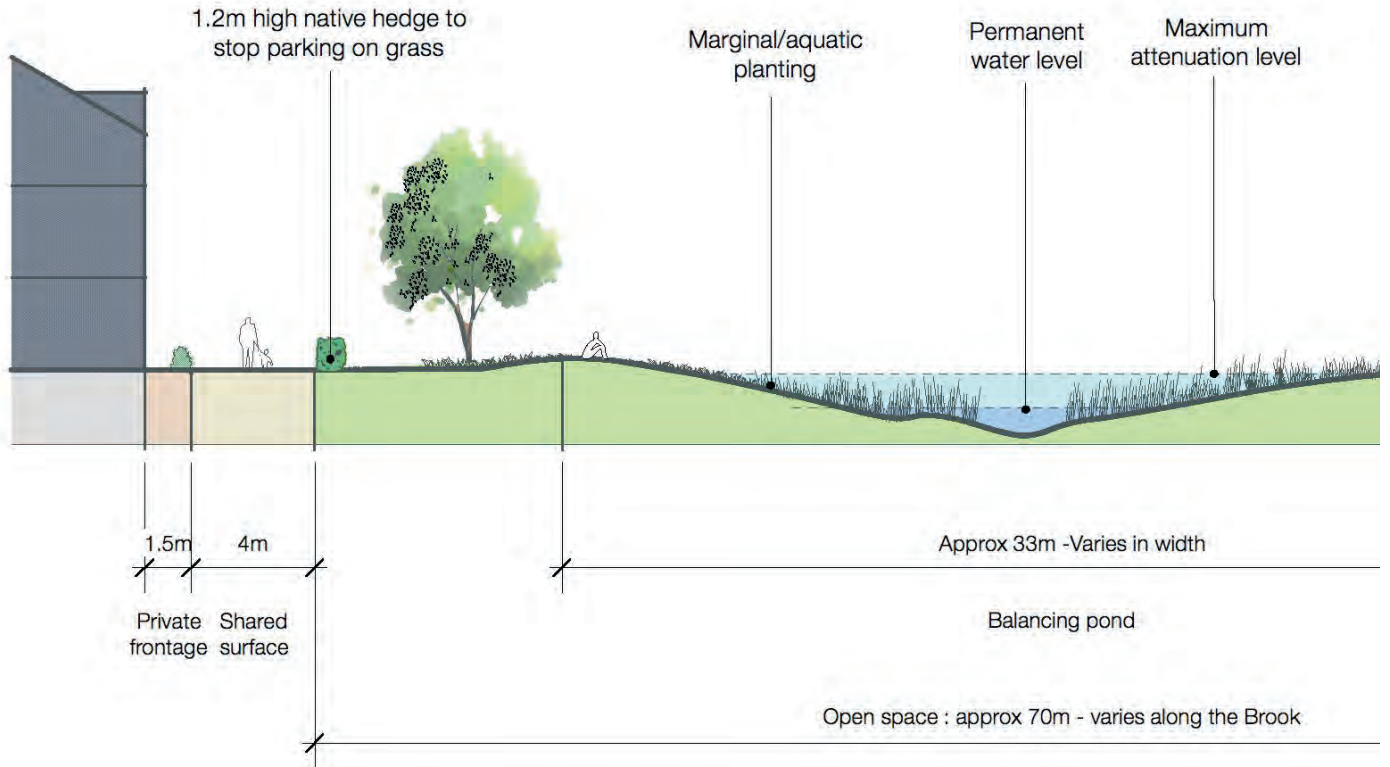 1.2m high native hedge to
stop parking on grass
Marginal/aquatic
planting
Permanent
water level
Maximum
attenuation level
1.5m
4m
Approx 33m -Varies in width
Private
frontage
Shared
surface
Balancing pond
Open space : approx 70m - varies along the Brook